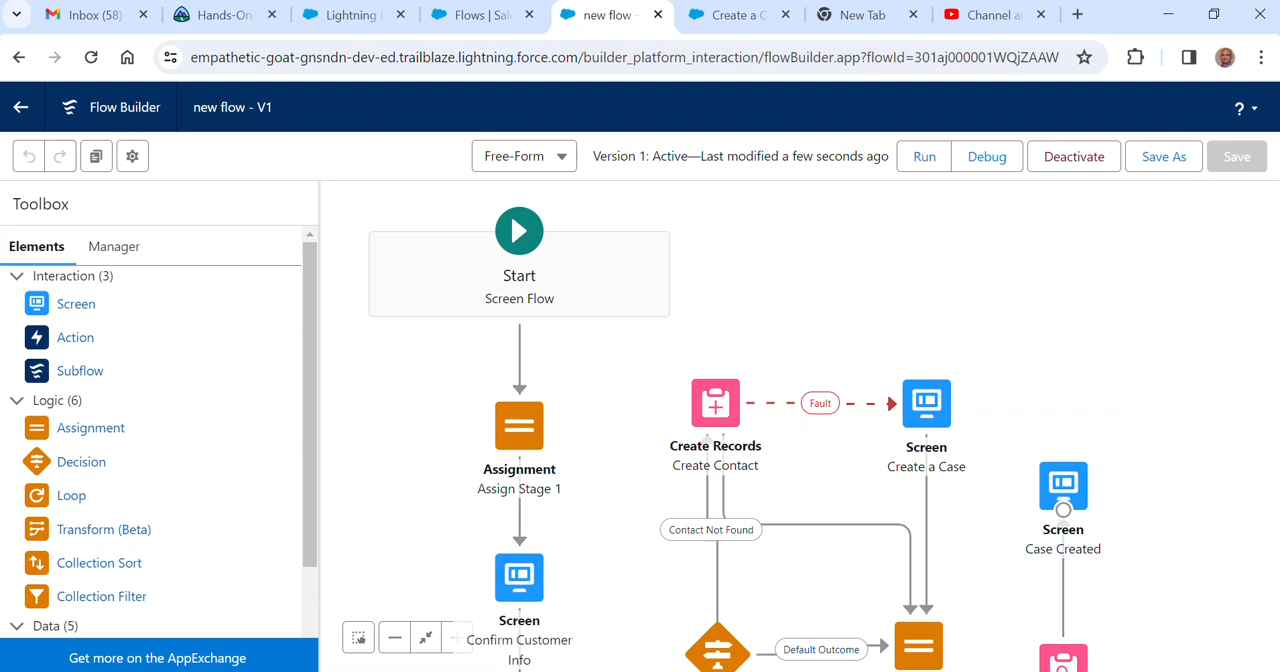 Inbox (58)
Hands-On
Lightning
Flows | Sal
new flow -
Create a C
New Tab
Channel a
empathetic-goat-gnsndn-dev-ed.trailblaze.lightning.force.com/builder_platform_interaction/flowBuilder.app?flowId=301aj000001WQjZAAW
Flow Builder
new flow - V1
?
Free-Form
Version 1: Active—Last modified a few seconds ago
Run
Debug
Deactivate
Save As
Save
Toolbox
Elements
Manager
Interaction (3)
Screen
Action
Subflow
Logic (6)
Assignment
Decision
Loop
Transform (Beta)
Collection Sort
Collection Filter
Data (5)
Get more on the AppExchange
Start
Screen Flow
Assignment
Assign Stage 1
Screen
Confirm Customer
Info
Create Records
Create Contact
Fault
Screen
Create a Case
Contact Not Found
Default Outcome
Screen
Case Created